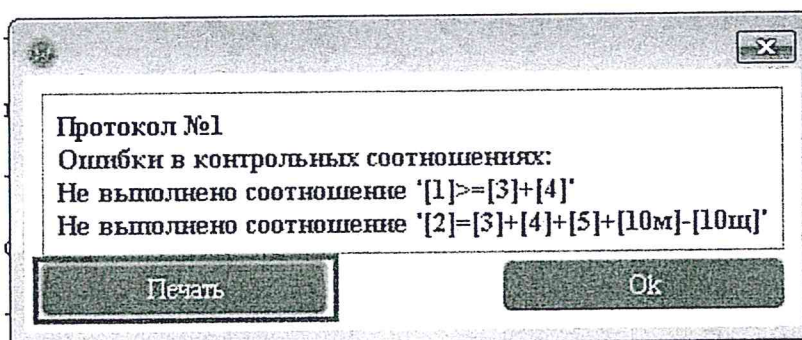 Протокол №1
Ошибки в контрольных соотношениях:
Не выполнено соотношение '[1]>=[3]+[4]'
Не выполнено соотношение '[2]=[3]+[4]+[5]+[10м]-[10щ]'
Печать
Ok